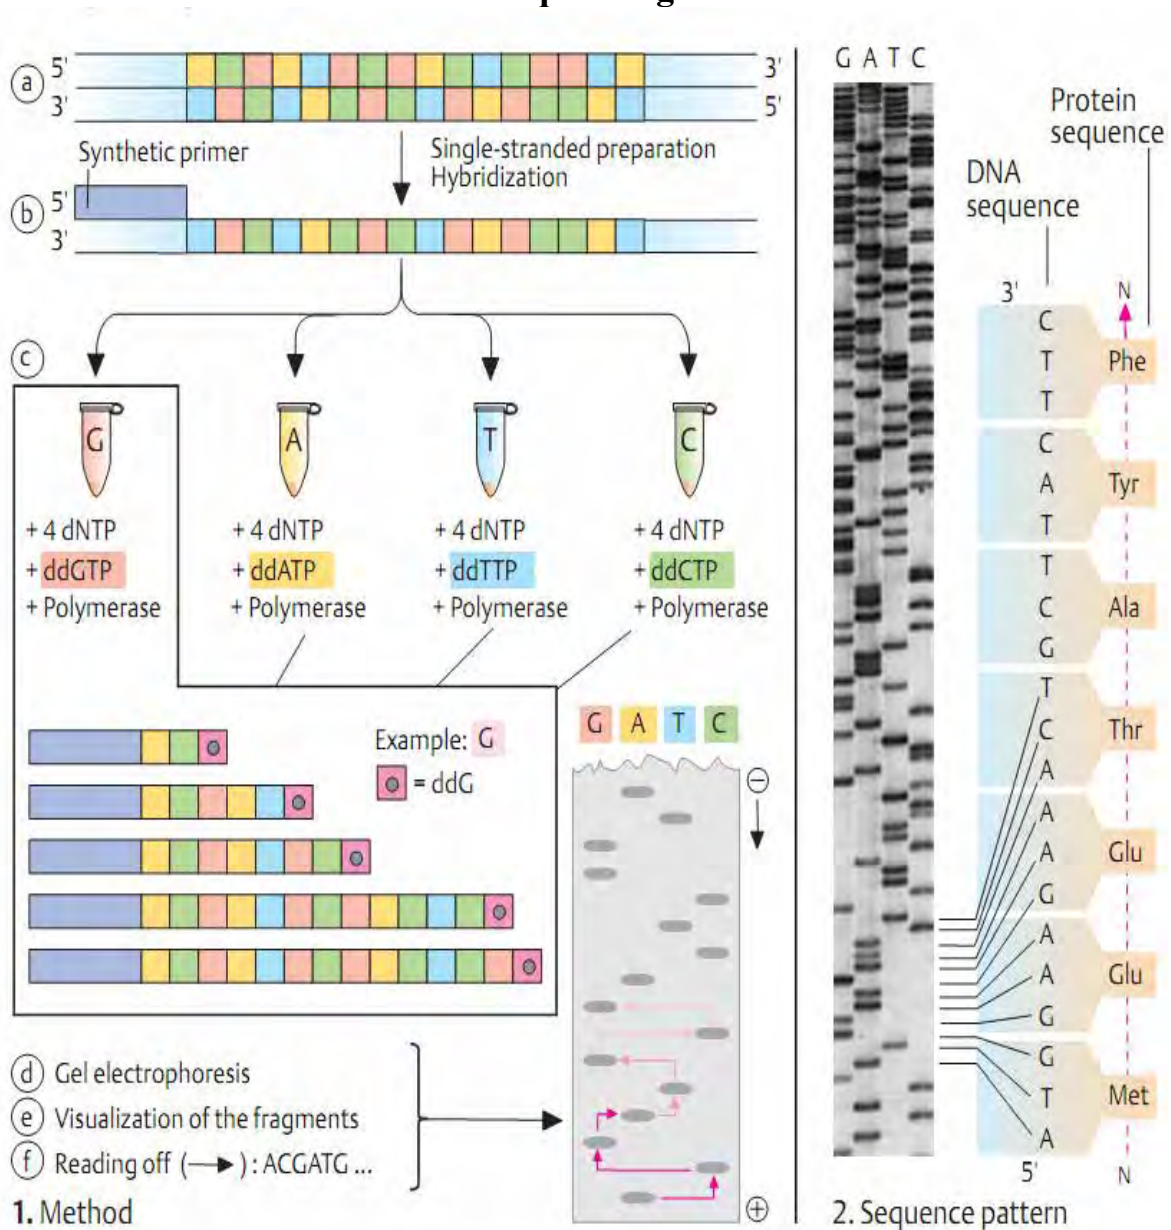 a
5'
3'
3'
5'
Synthetic primer
Single-stranded preparation
Hybridization
b
5'
3'
c
G
A
T
C
+ 4 dNTP
+ ddGTP
+ Polymerase
+ 4 dNTP
+ ddATP
+ Polymerase
+ 4 dNTP
+ ddTTP
+ Polymerase
+ 4 dNTP
+ ddCTP
+ Polymerase
Example: G
= ddG
G A T C
−
+
d Gel electrophoresis
e Visualization of the fragments
f Reading off ( → ) : ACGATG ...
1. Method
G A T C
Protein
sequence
DNA
sequence
3'
N
C
T
T
Phe
C
A
T
Tyr
T
C
G
Ala
T
C
A
Thr
A
A
G
Glu
A
A
G
Glu
G
T
A
Met
5'
N
2. Sequence pattern